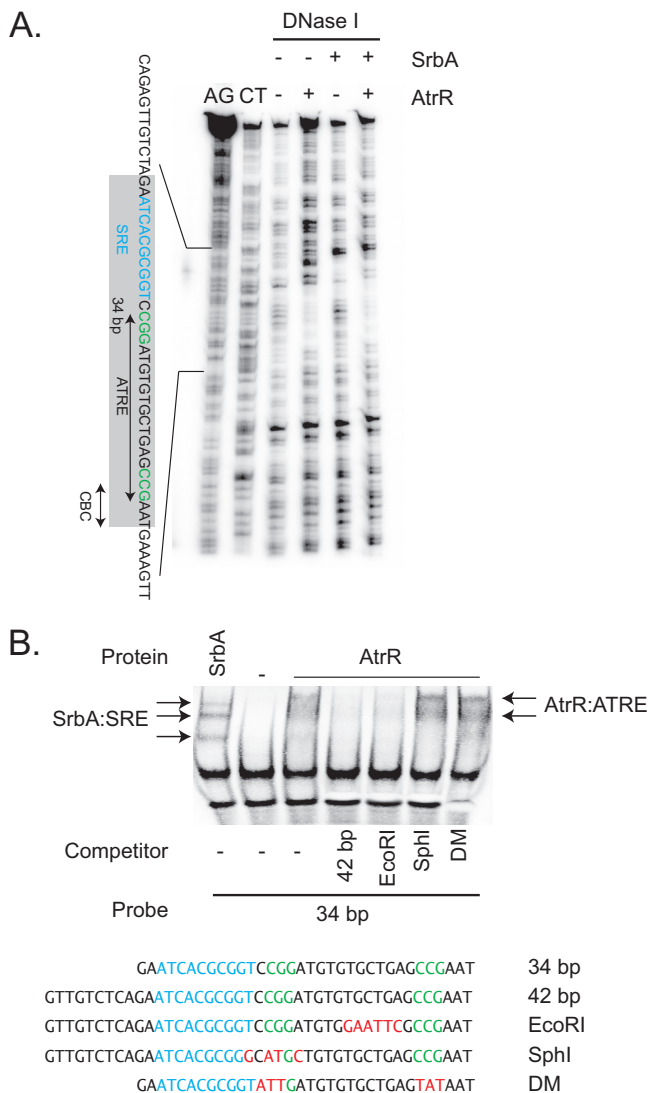 A.
DNase I
- - + + SrbA
AG CT - + - + AtrR
CAGAGTTGTCTAGAATCACGCGGTCCGGATGTGTGCTGAGCCGAATGAAAGTT
SRE
34 bp
ATRE
CBC
B.
Protein SrbA - AtrR
SrbA:SRE
AtrR:ATRE
Competitor - - - 42 bp EcoRI SphI DM
Probe 34 bp
GAATCACGCGGTCCGGATGTGTGCTGAGCCGAAT 34 bp
GTTGTCTCAGAATCACGCGGTCCGGATGTGTGCTGAGCCGAAT 42 bp
GTTGTCTCAGAATCACGCGGTCCGGATGTGGAATTCGCCGAAT EcoRI
GTTGTCTCAGAATCACGCGGGCATGCTGTGTGCTGAGCCGAAT SphI
GAATCACGCGGTATTGATGTGTGCTGAGTATAAT DM